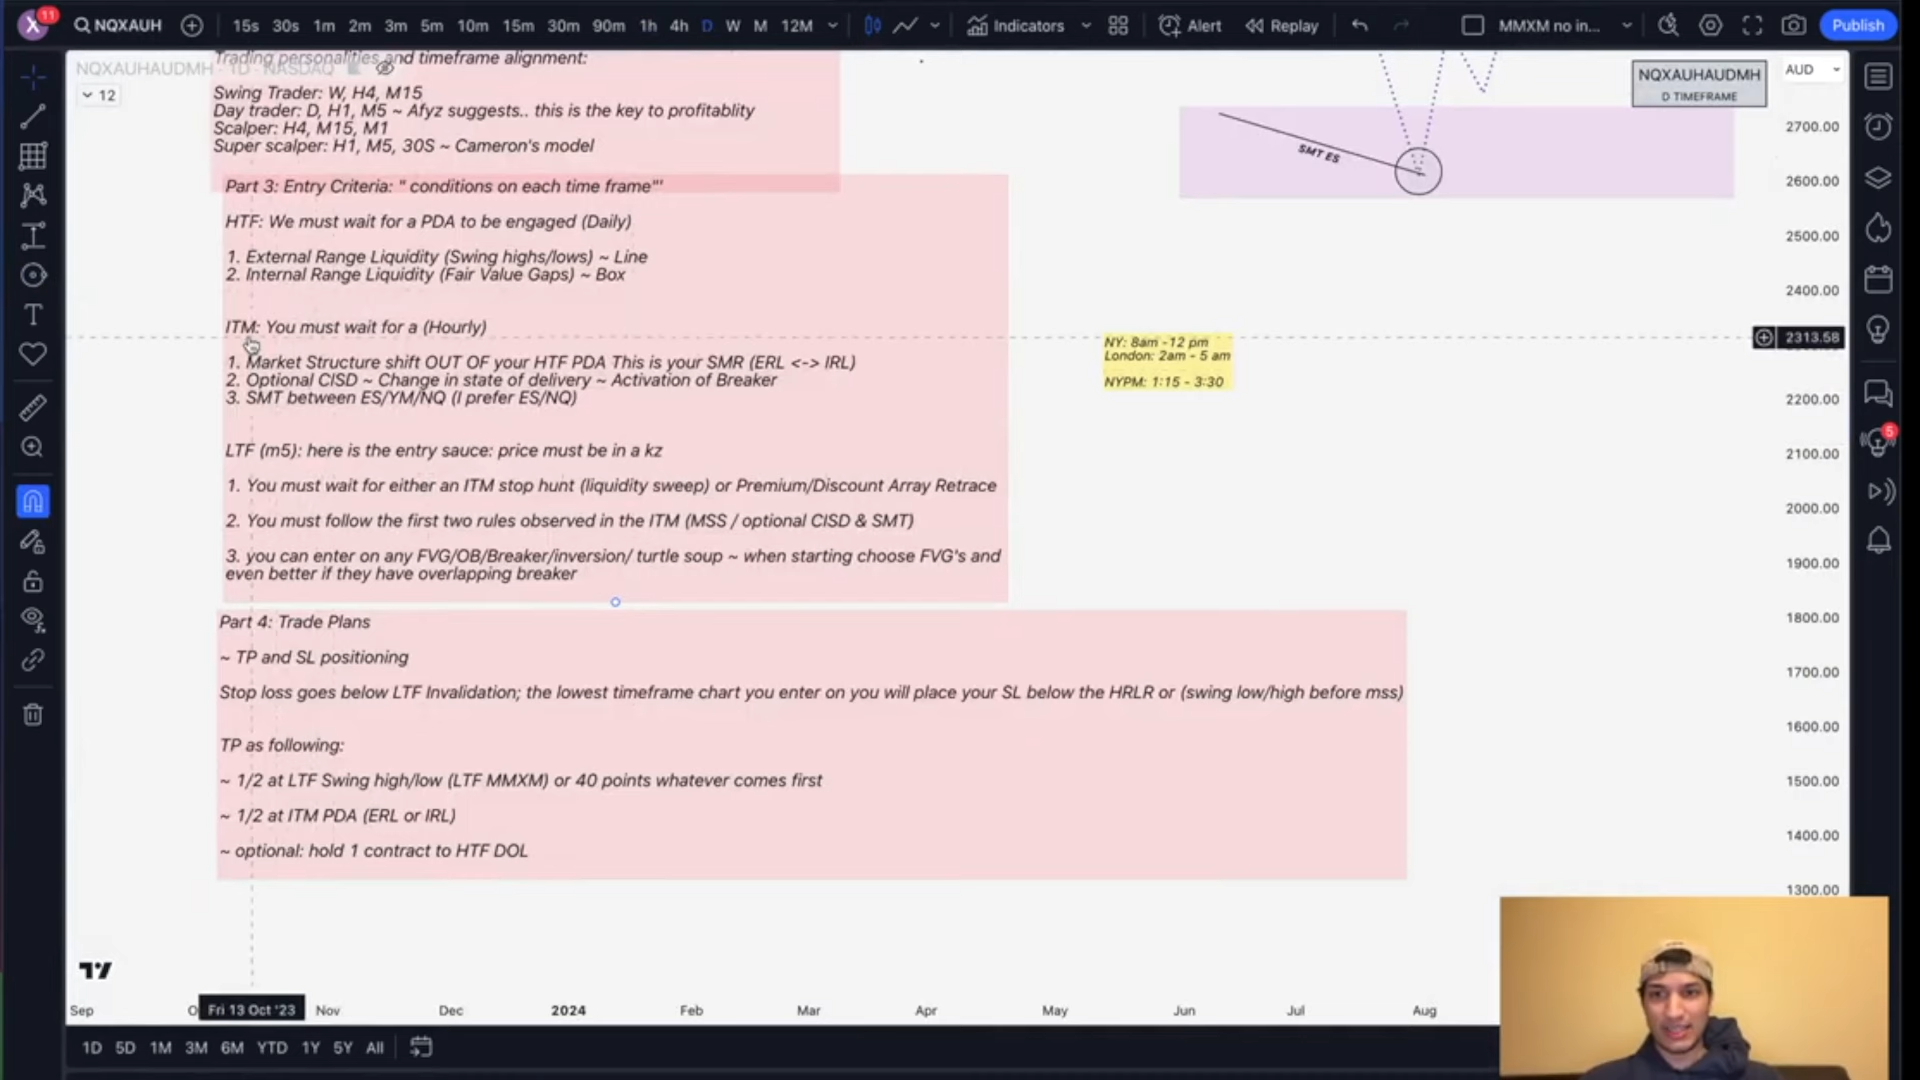 X
11
NQXAUH
15s 30s 1m 2m 3m 5m 10m 15m 30m 90m 1h 4h D W M 12M
Indicators
Alert
Replay
MMXM no in...
Publish
NQXAUHAUDMH · 1D · NASDAQ
12
Trading personalities and timeframe alignment:
Swing Trader: W, H4, M15
Day trader: D, H1, M5 ~ Afyz suggests.. this is the key to profitablity
Scalper: H4, M15, M1
Super scalper: H1, M5, 30S ~ Cameron's model
Part 3: Entry Criteria: " conditions on each time frame"'
HTF: We must wait for a PDA to be engaged (Daily)
1. External Range Liquidity (Swing highs/lows) ~ Line
2. Internal Range Liquidity (Fair Value Gaps) ~ Box
ITM: You must wait for a (Hourly)
1. Market Structure shift OUT OF your HTF PDA This is your SMR (ERL <-> IRL)
2. Optional CISD ~ Change in state of delivery ~ Activation of Breaker
3. SMT between ES/YM/NQ (I prefer ES/NQ)
LTF (m5): here is the entry sauce: price must be in a kz
1. You must wait for either an ITM stop hunt (liquidity sweep) or Premium/Discount Array Retrace
2. You must follow the first two rules observed in the ITM (MSS / optional CISD & SMT)
3. you can enter on any FVG/OB/Breaker/inversion/ turtle soup ~ when starting choose FVG's and
even better if they have overlapping breaker
Part 4: Trade Plans
~ TP and SL positioning
Stop loss goes below LTF Invalidation; the lowest timeframe chart you enter on you will place your SL below the HRLR or (swing low/high before mss)
TP as following:
~ 1/2 at LTF Swing high/low (LTF MMXM) or 40 points whatever comes first
~ 1/2 at ITM PDA (ERL or IRL)
~ optional: hold 1 contract to HTF DOL
SMT ES
NQXAUHAUDMH
D TIMEFRAME
NY: 8am -12 pm
London: 2am - 5 am
NYPM: 1:15 - 3:30
AUD
2700.00
2600.00
2500.00
2400.00
2313.58
2200.00
2100.00
2000.00
1900.00
1800.00
1700.00
1600.00
1500.00
1400.00
1300.00
5
Sep
Fri 13 Oct '23
Nov
Dec
2024
Feb
Mar
Apr
May
Jun
Jul
Aug
1D 5D 1M 3M 6M YTD 1Y 5Y All